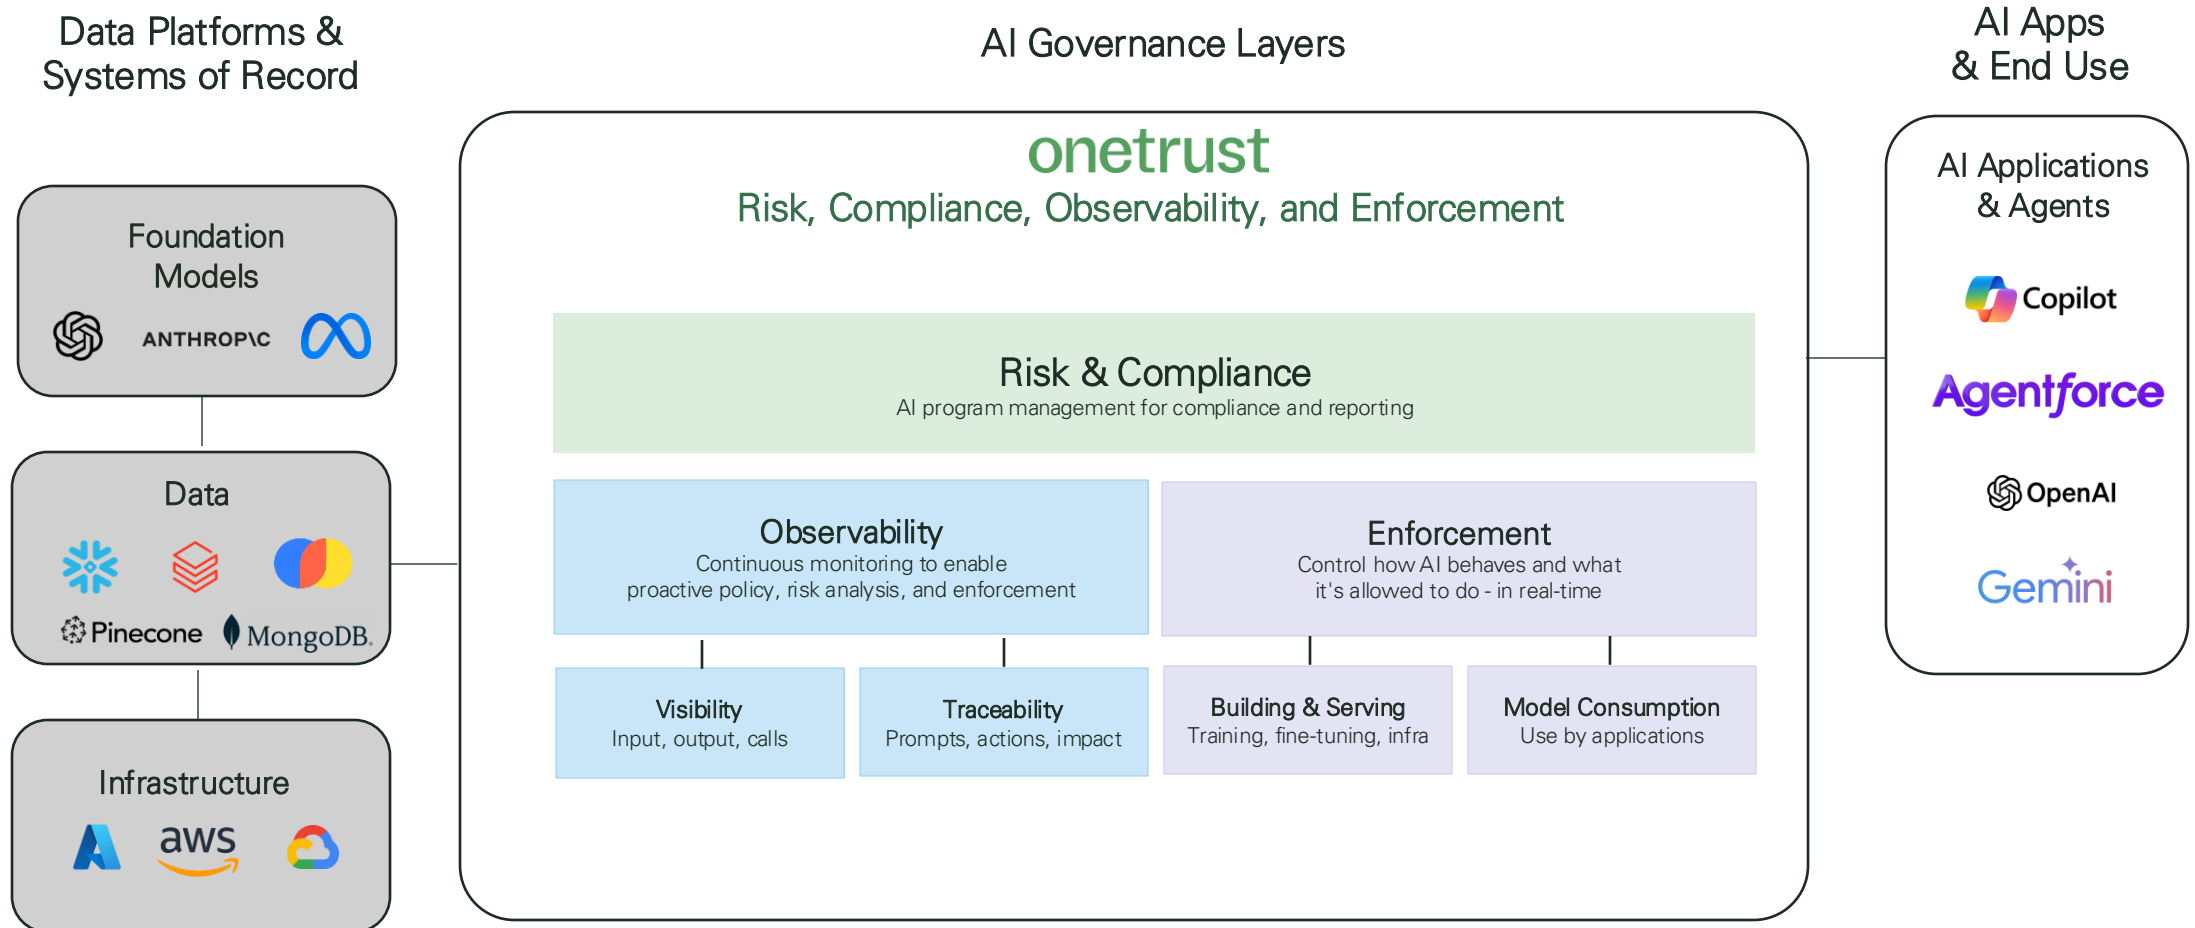 Data Platforms &
Systems of Record
AI Governance Layers
AI Apps
& End Use
Foundation
Models
ANTHROP\C
Data
Pinecone
MongoDB.
Infrastructure
aws
onetrust
Risk, Compliance, Observability, and Enforcement
Risk & Compliance
AI program management for compliance and reporting
Observability
Continuous monitoring to enable
proactive policy, risk analysis, and enforcement
Enforcement
Control how AI behaves and what
it's allowed to do - in real-time
Visibility
Input, output, calls
Traceability
Prompts, actions, impact
Building & Serving
Training, fine-tuning, infra
Model Consumption
Use by applications
AI Applications
& Agents
Copilot
Agentforce
OpenAI
Gemini